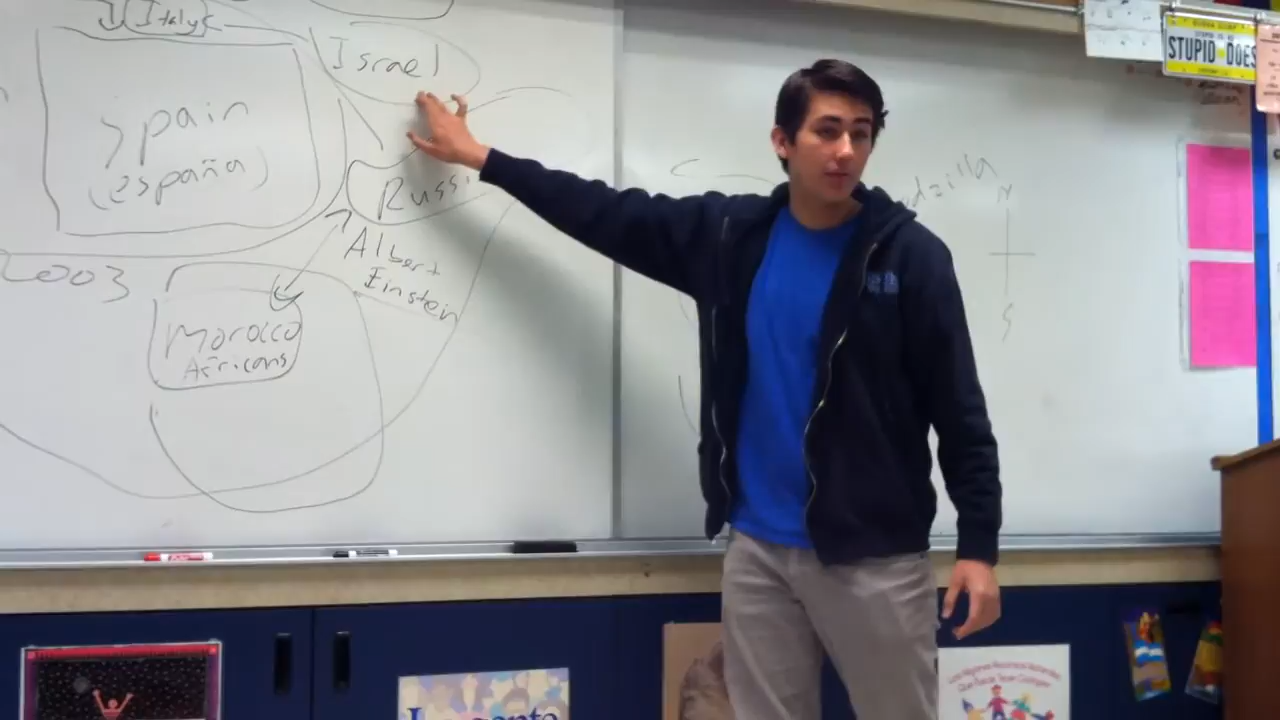 Italy
Israel
STUPID DOES
Spain
(españa)
Russi
Albert
Einstein
2003
Morocco
Africans
N
S